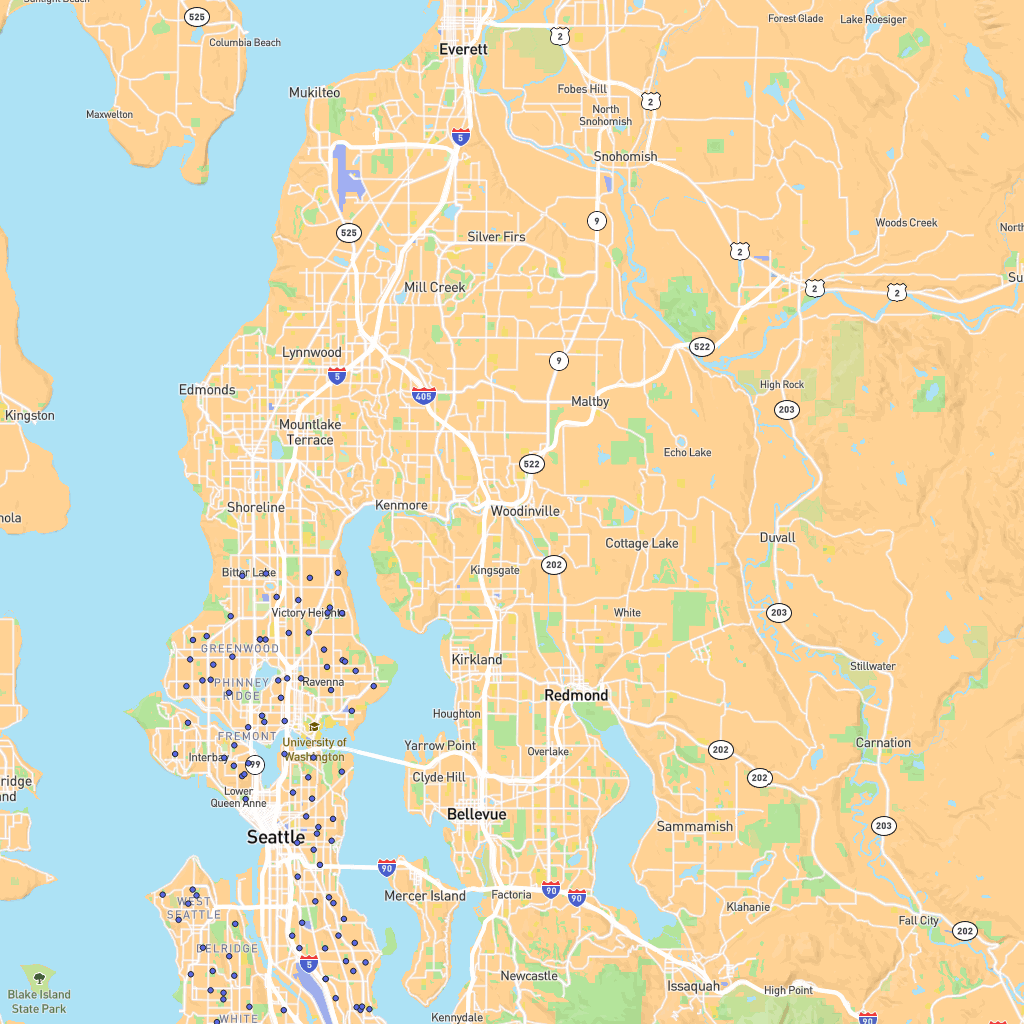 Sunlight Beach
525
Columbia Beach
Maxwelton
Everett
2
Forest Glade
Lake Roesiger
Mukilteo
Fobes Hill
North
Snohomish
2
5
Snohomish
525
9
Silver Firs
Woods Creek
North
2
Mill Creek
2
2
Su
Lynnwood
522
5
9
Edmonds
405
High Rock
Kingston
Maltby
203
Mountlake
Terrace
Echo Lake
522
Kenmore
Shoreline
Woodinville
nola
Duvall
Cottage Lake
202
Kingsgate
Bitter Lake
Victory Heights
White
203
GREENWOOD
Kirkland
Stillwater
PHINNEY
RIDGE
Ravenna
Redmond
Houghton
FREMONT
University of
Washington
Yarrow Point
Overlake
202
Carnation
Interbay
99
Clyde Hill
202
ridge
nd
Lower
Queen Anne
Bellevue
Seattle
Sammamish
203
90
Mercer Island
Factoria
90
90
WEST
SEATTLE
Klahanie
Fall City
202
DELRIDGE
5
Newcastle
Issaquah
High Point
Blake Island
State Park
WHITE
Kennydale
90